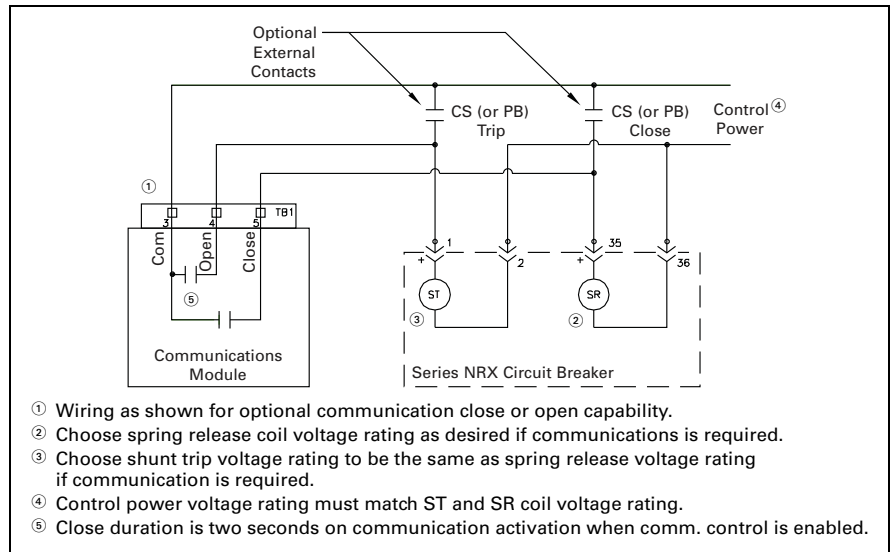 Optional
External
Contacts
CS (or PB)
Trip
CS (or PB)
Close
Control ④
Power
①
3 4 5 TB1
Com
Open
Close
⑤
Communications
Module
1
+
2
35
+
36
ST
SR
③
②
Series NRX Circuit Breaker
① Wiring as shown for optional communication close or open capability.
② Choose spring release coil voltage rating as desired if communications is required.
③ Choose shunt trip voltage rating to be the same as spring release voltage rating
if communication is required.
④ Control power voltage rating must match ST and SR coil voltage rating.
⑤ Close duration is two seconds on communication activation when comm. control is enabled.